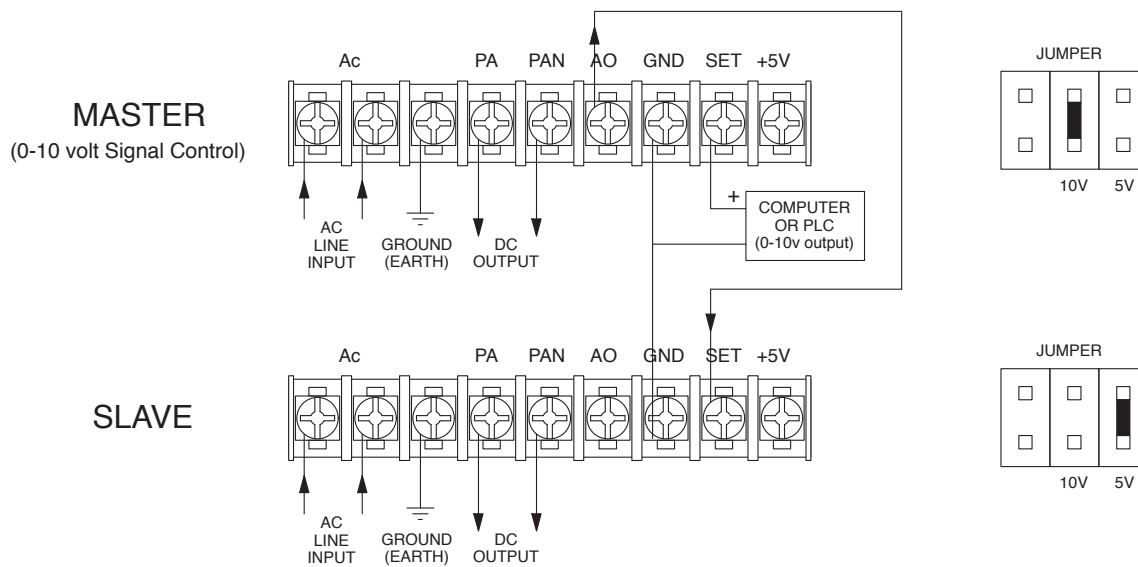 Ac PA PAN AO GND SET +5V
JUMPER
MASTER
(0-10 volt Signal Control)
10V 5V
+
COMPUTER
OR PLC
(0-10v output)
AC
LINE
INPUT
GROUND
(EARTH)
DC
OUTPUT
Ac PA PAN AO GND SET +5V
JUMPER
SLAVE
10V 5V
AC
LINE
INPUT
GROUND
(EARTH)
DC
OUTPUT